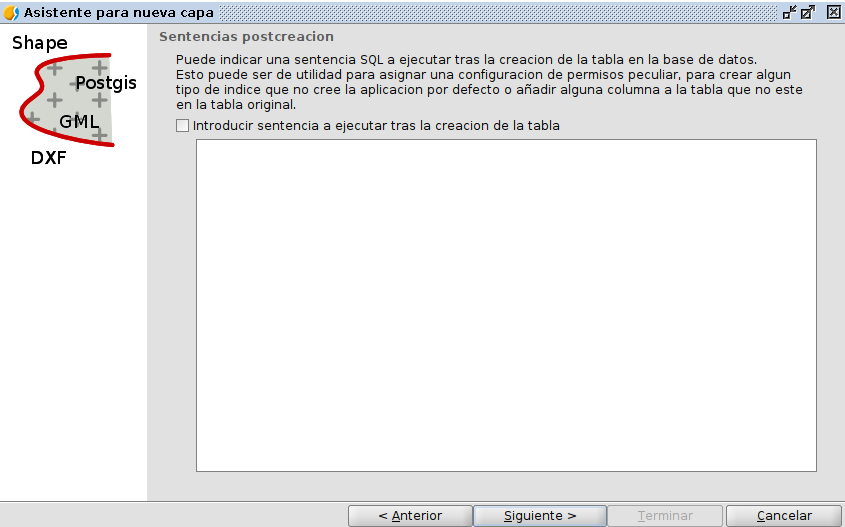 Asistente para nueva capa
Shape
Postgis
GML
DXF
Sentencias postcreacion
Puede indicar una sentencia SQL a ejecutar tras la creacion de la tabla en la base de datos.
Esto puede ser de utilidad para asignar una configuracion de permisos peculiar, para crear algun
tipo de indice que no cree la aplicacion por defecto o añadir alguna columna a la tabla que no este
en la tabla original.
Introducir sentencia a ejecutar tras la creacion de la tabla
< Anterior
Siguiente >
Terminar
Cancelar